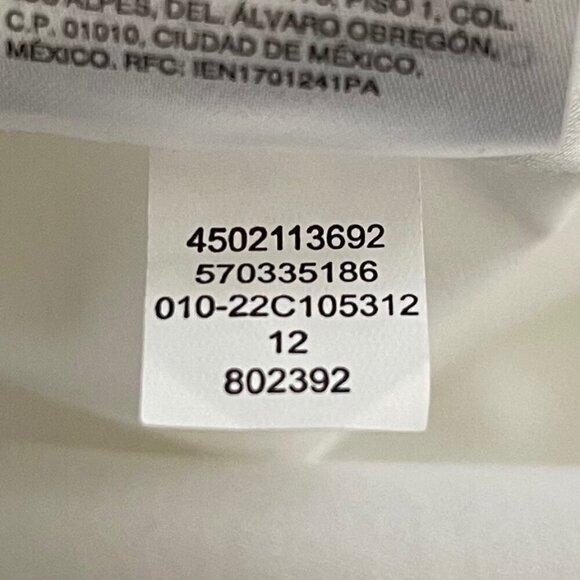 ALPES, DEL. ÁLVARO OBREGÓN,
PISO 1, COL.
C.P. 01010, CIUDAD DE MÉXICO,
MÉXICO. RFC: IEN1701241PA
4502113692
570335186
010-22C105312
12
802392